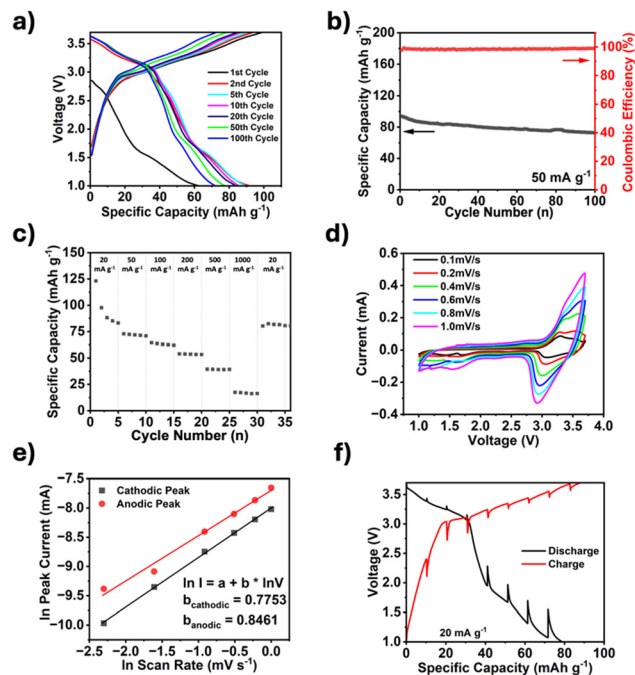 a)
3.5
3.0
2.5
2.0
1.5
1.0
Voltage (V)
1st Cycle
2nd Cycle
5th Cycle
10th Cycle
20th Cycle
50th Cycle
100th Cycle
0 20 40 60 80 100
Specific Capacity (mAh g⁻¹)
b)
200
160
120
80
40
0
Specific Capacity (mAh g⁻¹)
100
80
60
40
20
0
Coulombic Efficiency (%)
50 mA g⁻¹
0 20 40 60 80 100
Cycle Number (n)
c)
150
125
100
75
50
25
0
Specific Capacity (mAh g⁻¹)
20 50 100 200 500 1000 20
mA g⁻¹ mA g⁻¹ mA g⁻¹ mA g⁻¹ mA g⁻¹ mA g⁻¹ mA g⁻¹
0 5 10 15 20 25 30 35
Cycle Number (n)
d)
0.6
0.4
0.2
0.0
−0.2
−0.4
Current (mA)
0.1mV/s
0.2mV/s
0.4mV/s
0.6mV/s
0.8mV/s
1.0mV/s
1.0 1.5 2.0 2.5 3.0 3.5 4.0
Voltage (V)
e)
−7.5
−8.0
−8.5
−9.0
−9.5
−10.0
ln Peak Current (mA)
Cathodic Peak
Anodic Peak
ln I = a + b * lnV
b cathodic = 0.7753
b anodic = 0.8461
−2.5 −2.0 −1.5 −1.0 −0.5 0.0
ln Scan Rate (mV s⁻¹)
f)
3.5
3.0
2.5
2.0
1.5
1.0
Voltage (V)
Discharge
Charge
20 mA g⁻¹
0 20 40 60 80 100
Specific Capacity (mAh g⁻¹)